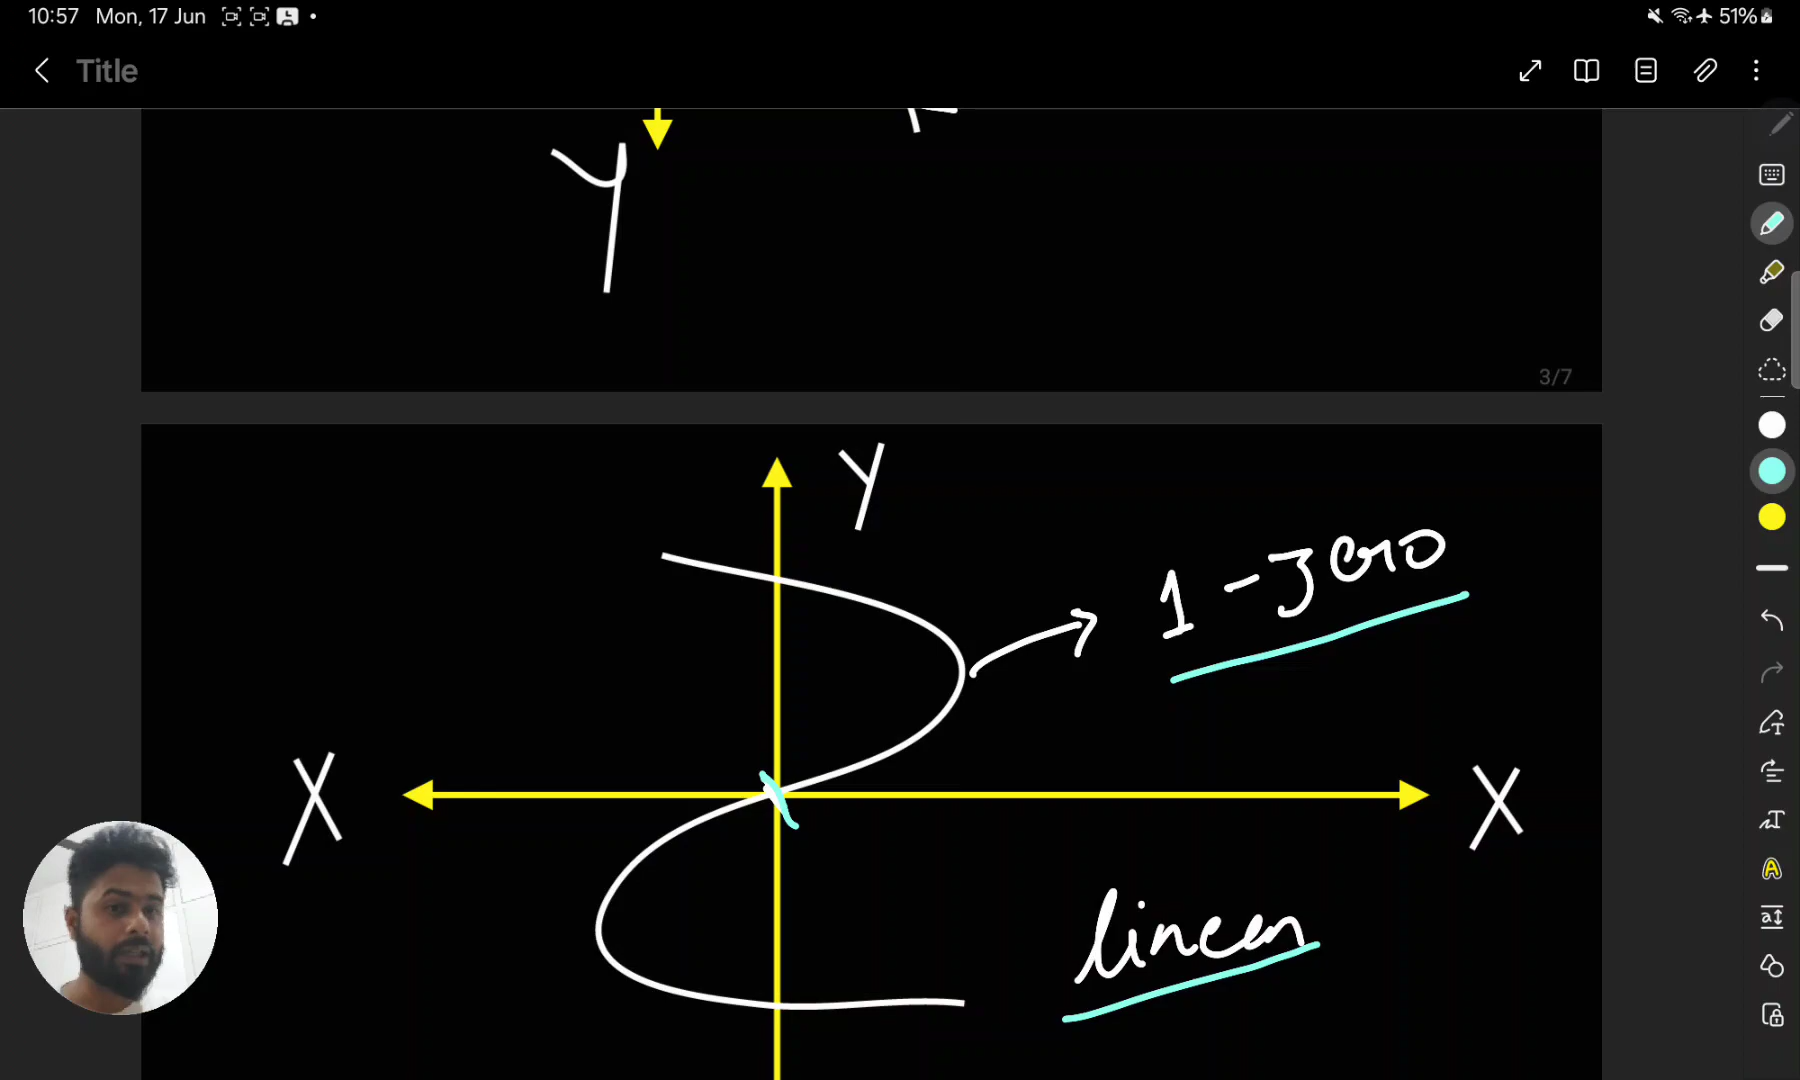 10:57 Mon, 17 Jun 51%
Title
Y
3/7
Y
1 - zero
X X
linear